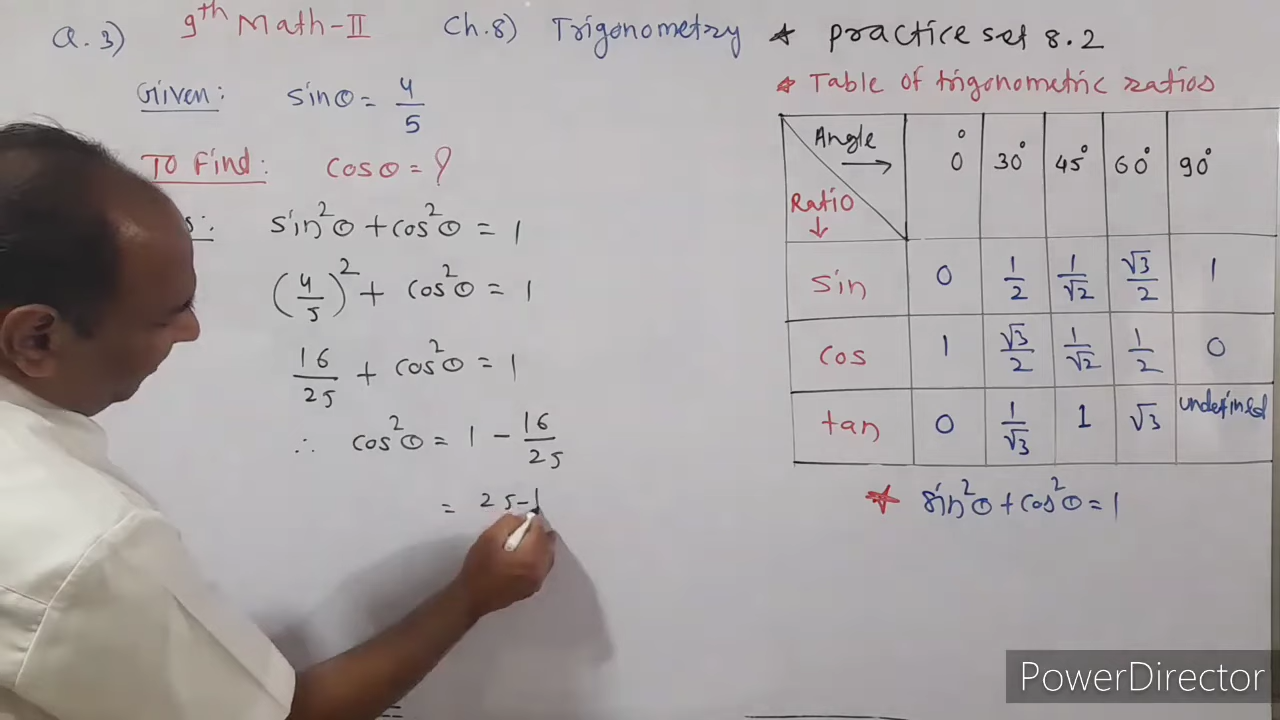 Q.3) 9th Math-II Ch.8) Trigonometry * practice set 8.2
Given: sinθ = 4/5
To Find: cosθ = ?
sin²θ + cos²θ = 1
(4/5)² + cos²θ = 1
16/25 + cos²θ = 1
∴ cos²θ = 1 - 16/25
= 25-1
* Table of trigonometric ratios
Angle → 0° 30° 45° 60° 90°
Ratio ↓
sin 0 1/2 1/√2 √3/2 1
cos 1 √3/2 1/√2 1/2 0
tan 0 1/√3 1 √3 undefined
* sin²θ + cos²θ = 1
PowerDirector